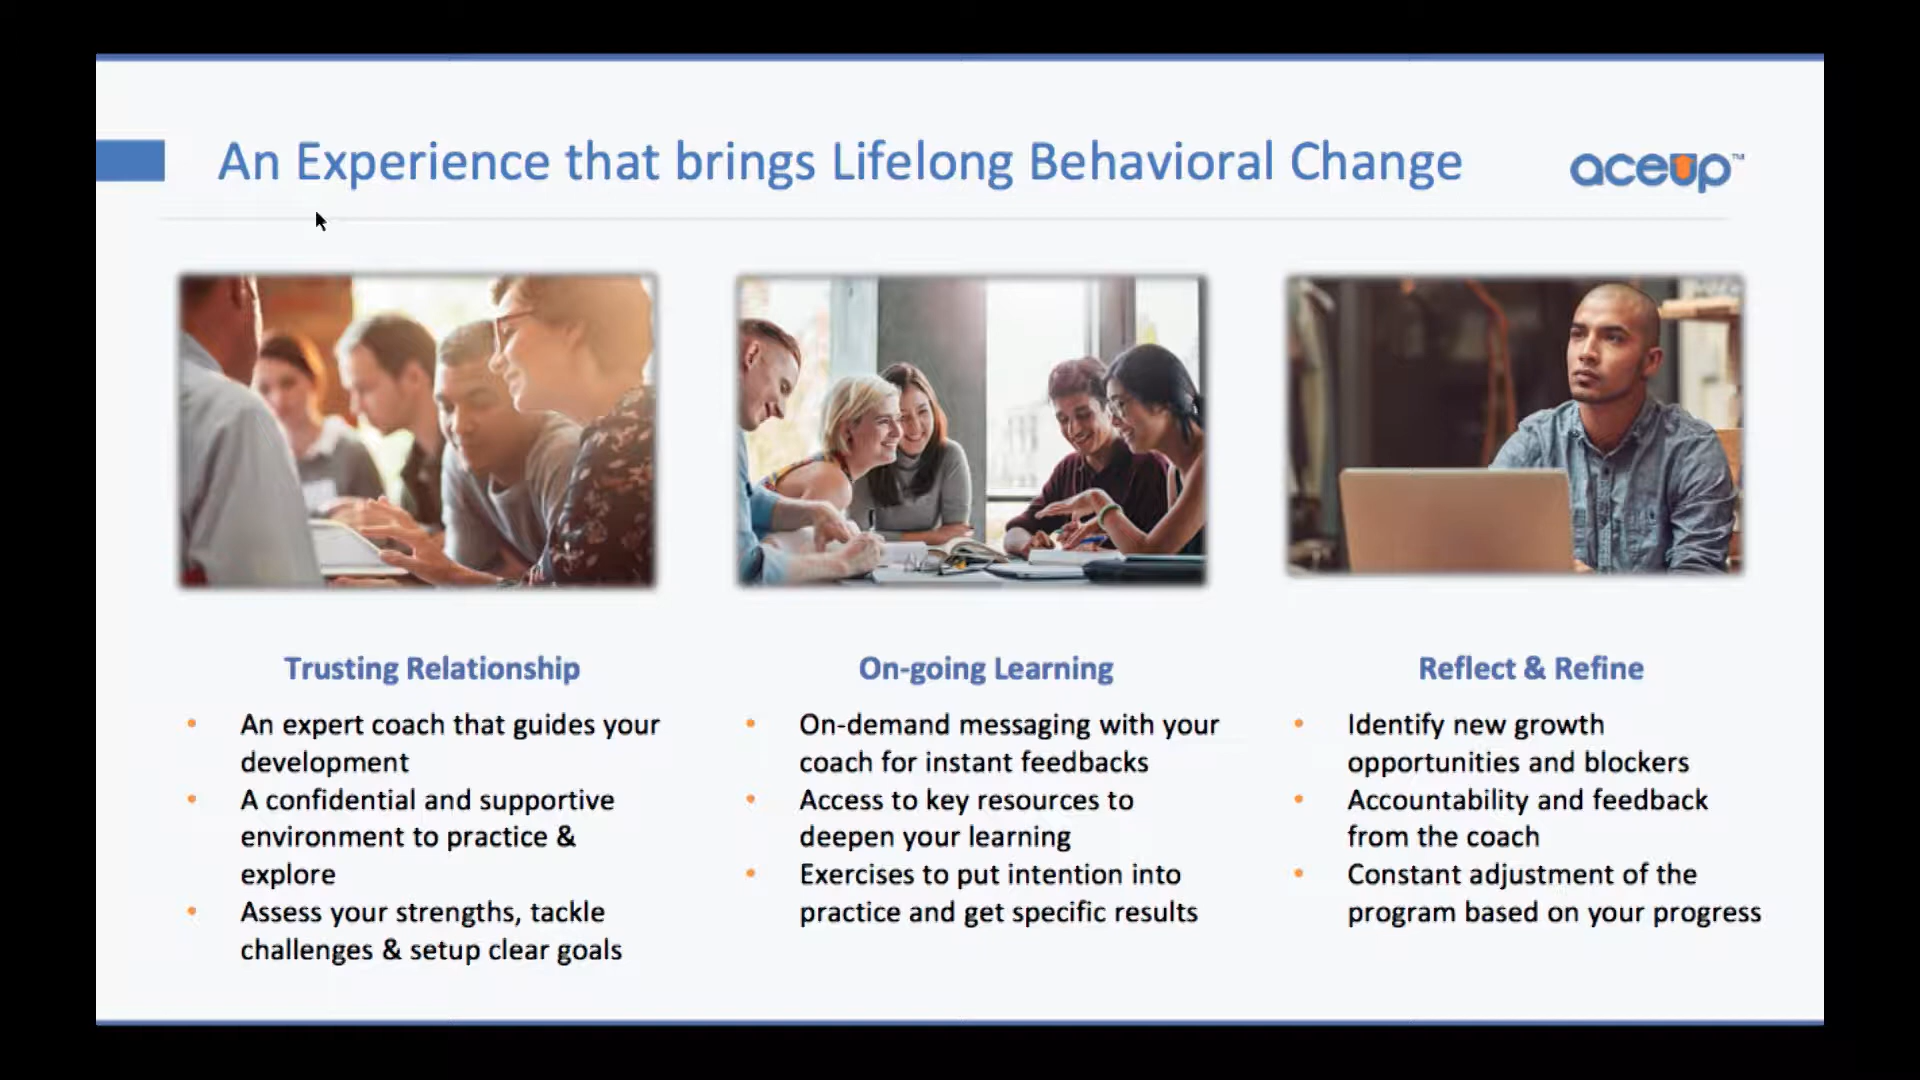 An Experience that brings Lifelong Behavioral Change
aceup™
Trusting Relationship
• An expert coach that guides your
development
• A confidential and supportive
environment to practice &
explore
• Assess your strengths, tackle
challenges & setup clear goals
On-going Learning
• On-demand messaging with your
coach for instant feedbacks
• Access to key resources to
deepen your learning
• Exercises to put intention into
practice and get specific results
Reflect & Refine
• Identify new growth
opportunities and blockers
• Accountability and feedback
from the coach
• Constant adjustment of the
program based on your progress